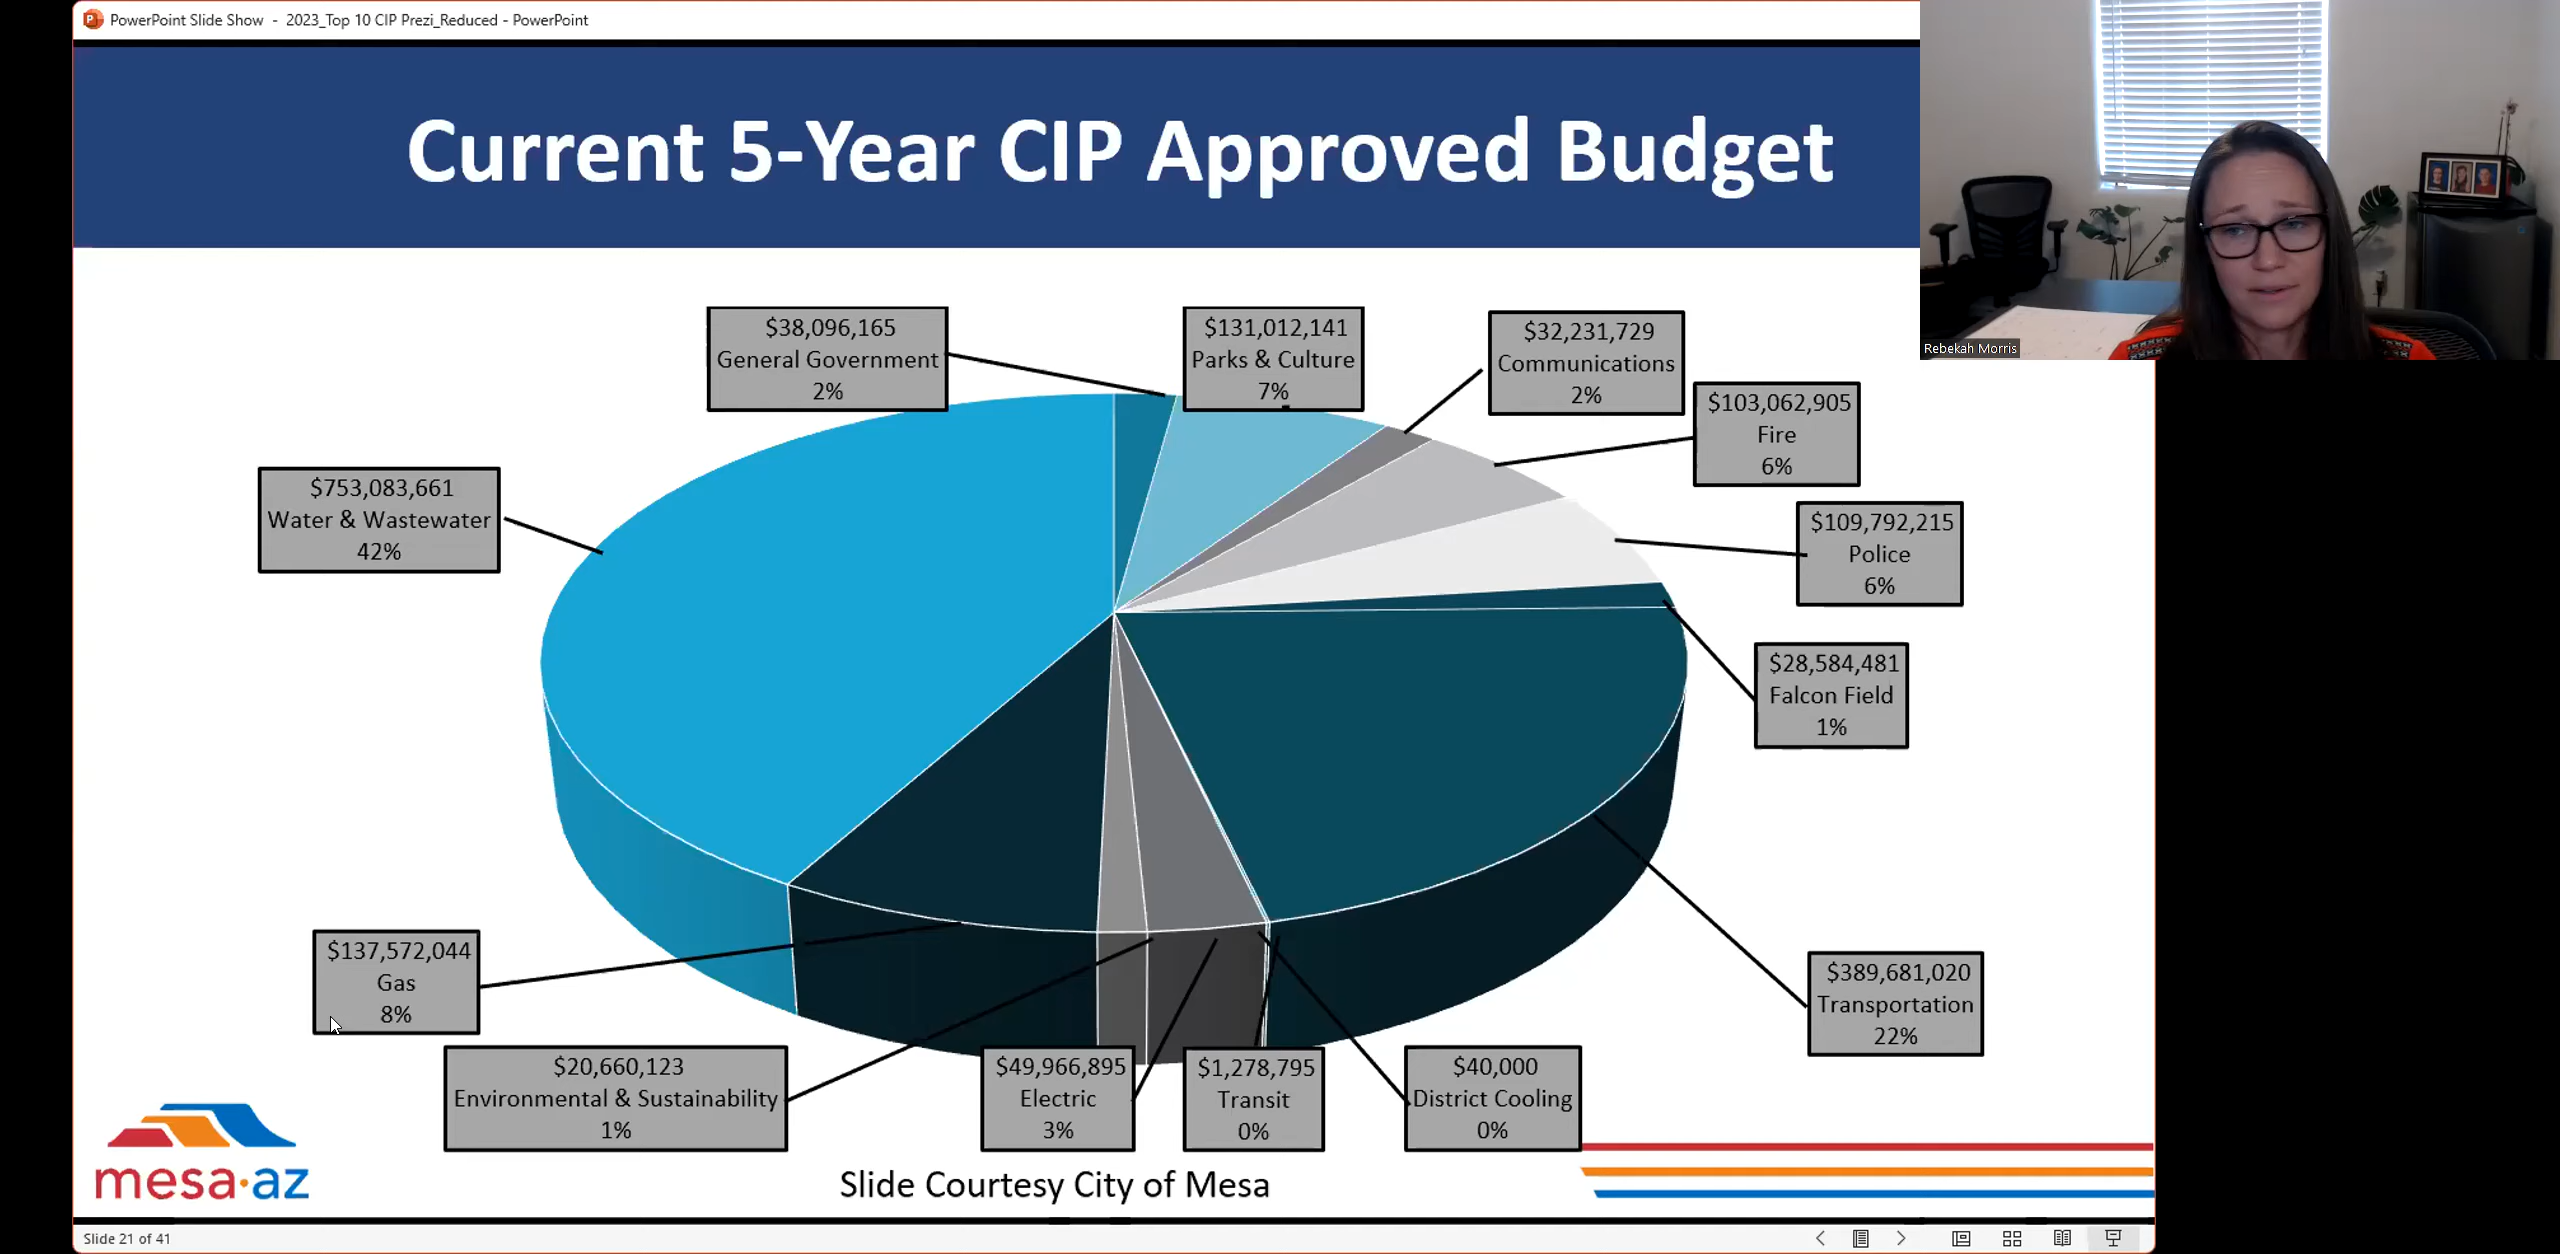 PowerPoint Slide Show - 2023_Top 10 CIP Prezi_Reduced - PowerPoint
Current 5-Year CIP Approved Budget
Rebekah Morris
$38,096,165
General Government
2%
$131,012,141
Parks & Culture
7%
$32,231,729
Communications
2%
$103,062,905
Fire
6%
$753,083,661
Water & Wastewater
42%
$109,792,215
Police
6%
$28,584,481
Falcon Field
1%
$137,572,044
Gas
8%
$389,681,020
Transportation
22%
$20,660,123
Environmental & Sustainability
1%
$49,966,895
Electric
3%
$1,278,795
Transit
0%
$40,000
District Cooling
0%
mesa·az
Slide Courtesy City of Mesa
Slide 21 of 41